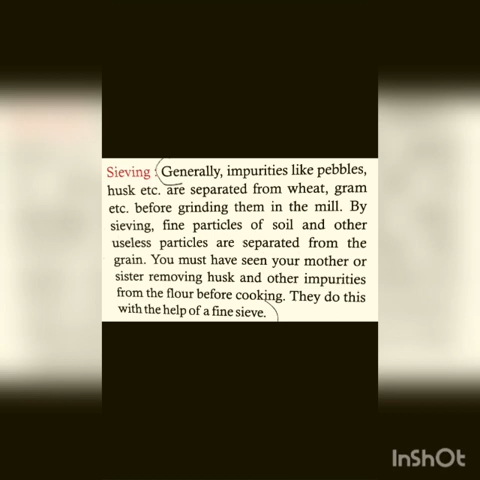 Sieving : Generally, impurities like pebbles,
husk etc. are separated from wheat, gram
etc. before grinding them in the mill. By
sieving, fine particles of soil and other
useless particles are separated from the
grain. You must have seen your mother or
sister removing husk and other impurities
from the flour before cooking. They do this
with the help of a fine sieve.
InShOt